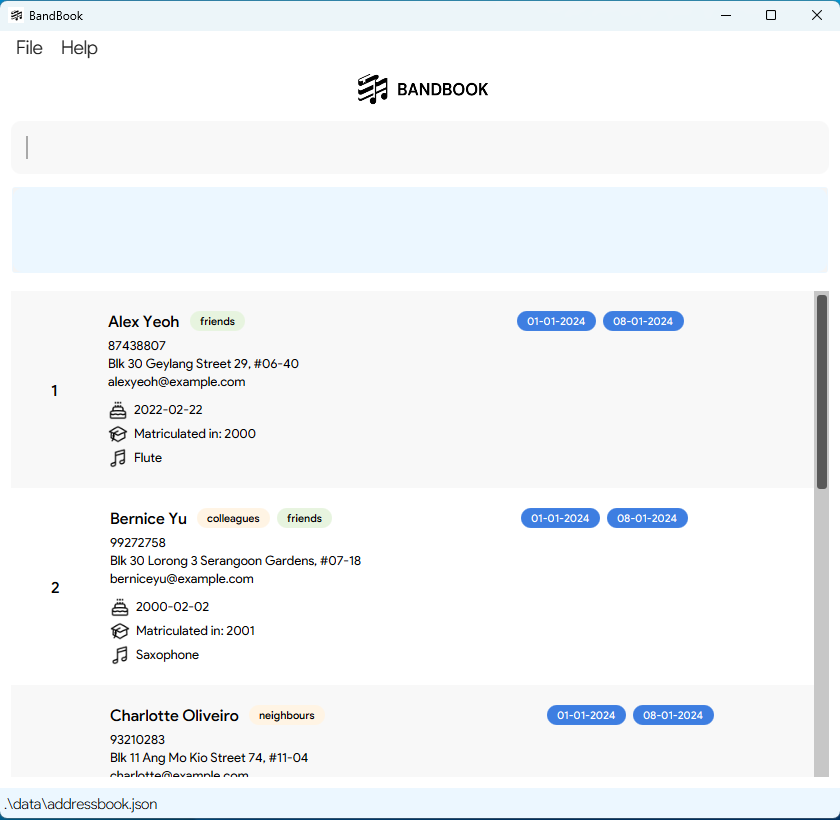 BandBook
File Help
BANDBOOK
Alex Yeoh friends 01-01-2024 08-01-2024
87438807
Blk 30 Geylang Street 29, #06-40
alexyeoh@example.com
1
2022-02-22
Matriculated in: 2000
Flute
Bernice Yu colleagues friends 01-01-2024 08-01-2024
99272758
Blk 30 Lorong 3 Serangoon Gardens, #07-18
berniceyu@example.com
2
2000-02-02
Matriculated in: 2001
Saxophone
Charlotte Oliveiro neighbours 01-01-2024 08-01-2024
93210283
Blk 11 Ang Mo Kio Street 74, #11-04
charlotte@example.com
.\data\addressbook.json